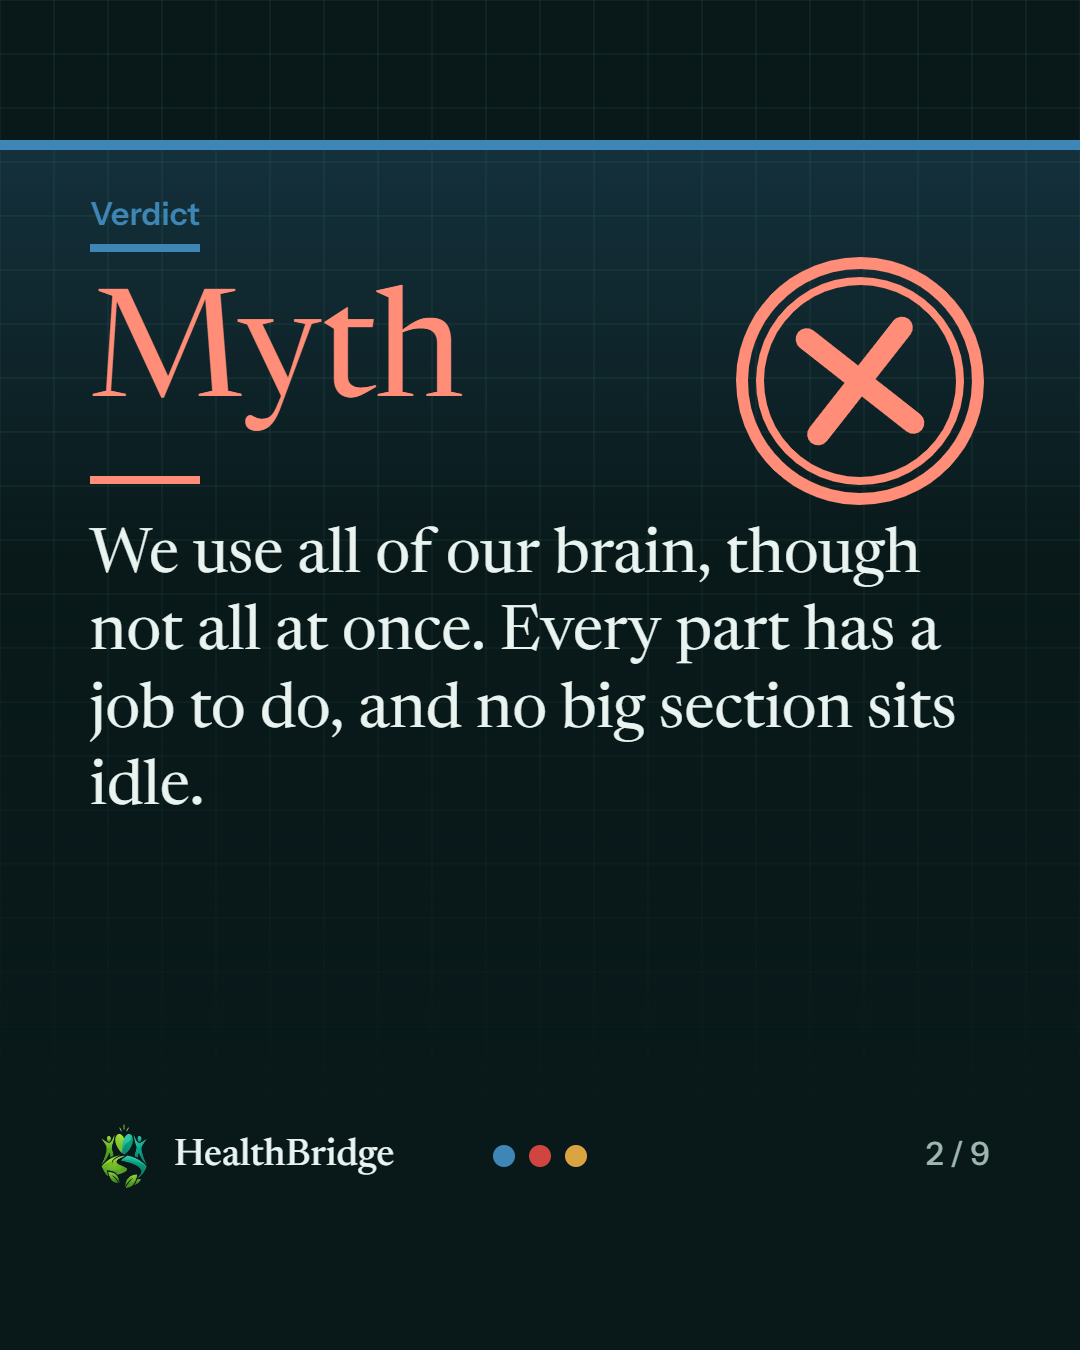 Verdict
Myth
We use all of our brain, though
not all at once. Every part has a
job to do, and no big section sits
idle.
HealthBridge
2 / 9